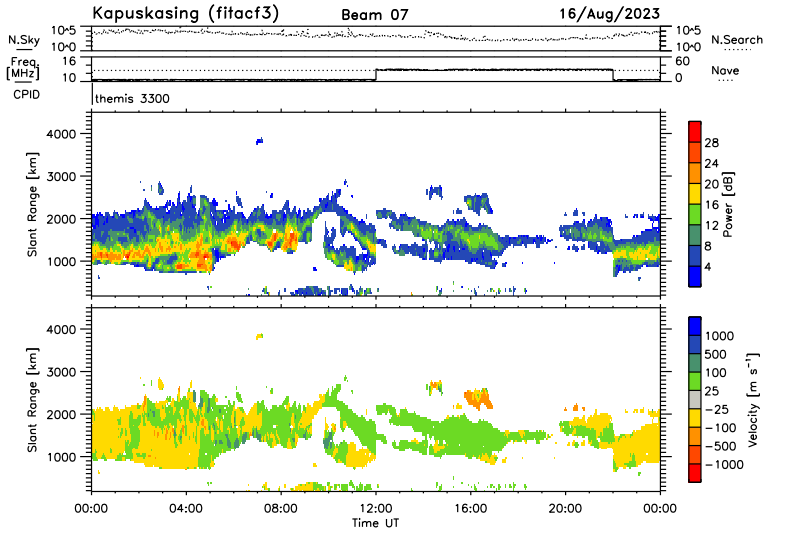 Kapuskasing (fitacf3) Beam 07 16/Aug/2023
N.Sky 10^5 10^5 N.Search
10^0 10^0
Freq. 16 60 Nave
[MHz] 10 0
CPID themis 3300
Slant Range [km]
4000
3000
2000
1000
Power [dB]
28
24
20
16
12
8
4
Slant Range [km]
4000
3000
2000
1000
Velocity [m s⁻¹]
1000
500
100
25
−25
−100
−500
−1000
00:00 04:00 08:00 12:00 16:00 20:00 00:00
Time UT